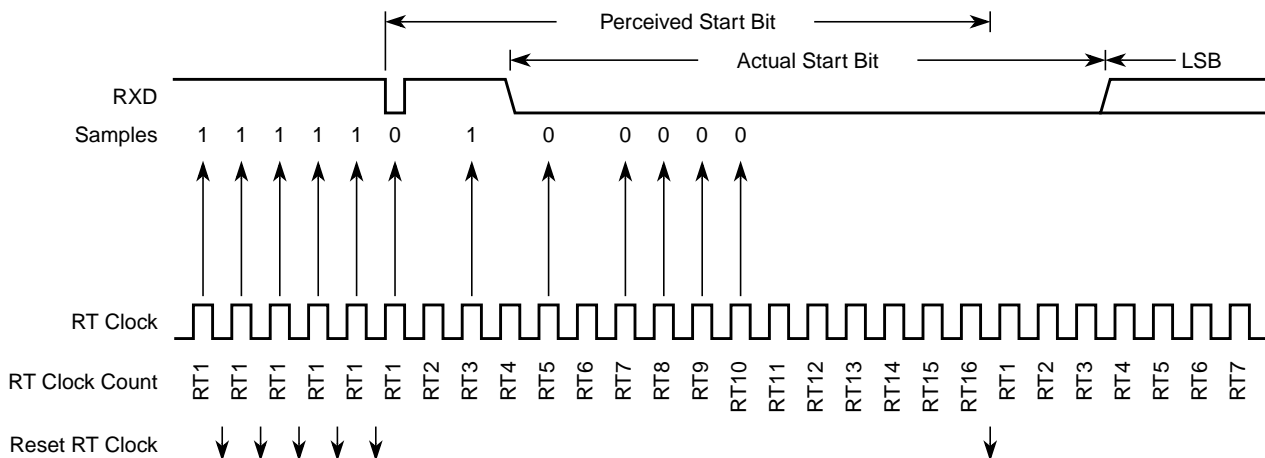 Perceived Start Bit
Actual Start Bit LSB
RXD
Samples 1 1 1 1 1 0 1 0 0 0 0 0
RT Clock
RT Clock Count RT1 RT1 RT1 RT1 RT1 RT1 RT2 RT3 RT4 RT5 RT6 RT7 RT8 RT9 RT10 RT11 RT12 RT13 RT14 RT15 RT16 RT1 RT2 RT3 RT4 RT5 RT6 RT7
Reset RT Clock